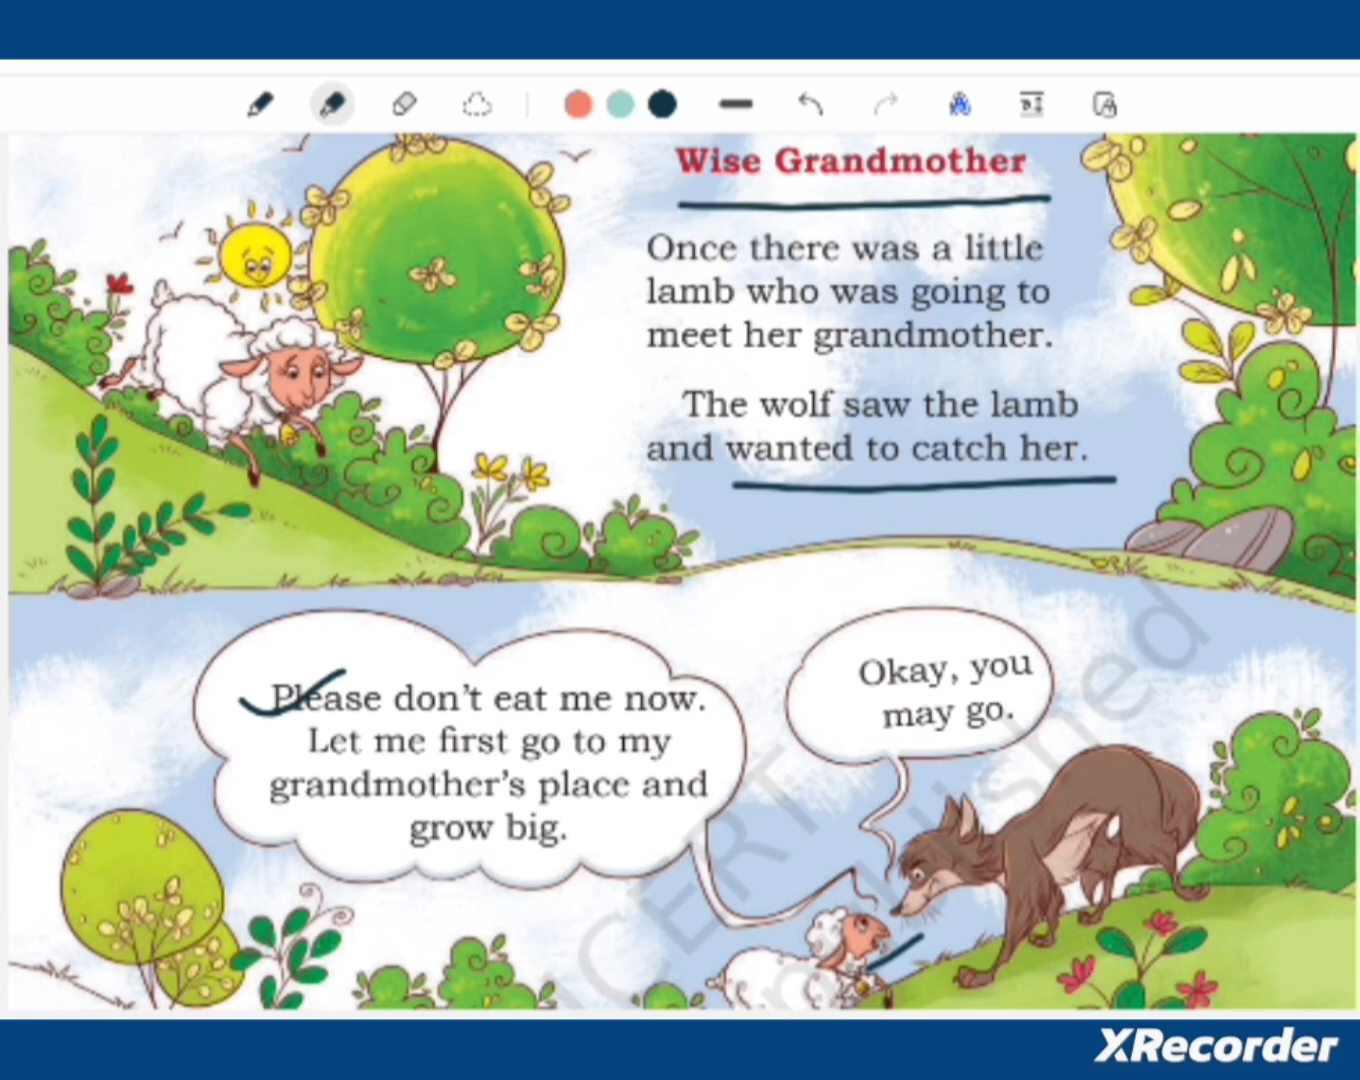 Wise Grandmother
Once there was a little
lamb who was going to
meet her grandmother.
The wolf saw the lamb
and wanted to catch her.
Please don't eat me now.
Let me first go to my
grandmother's place and
grow big.
Okay, you
may go.
NCERT
published
XRecorder